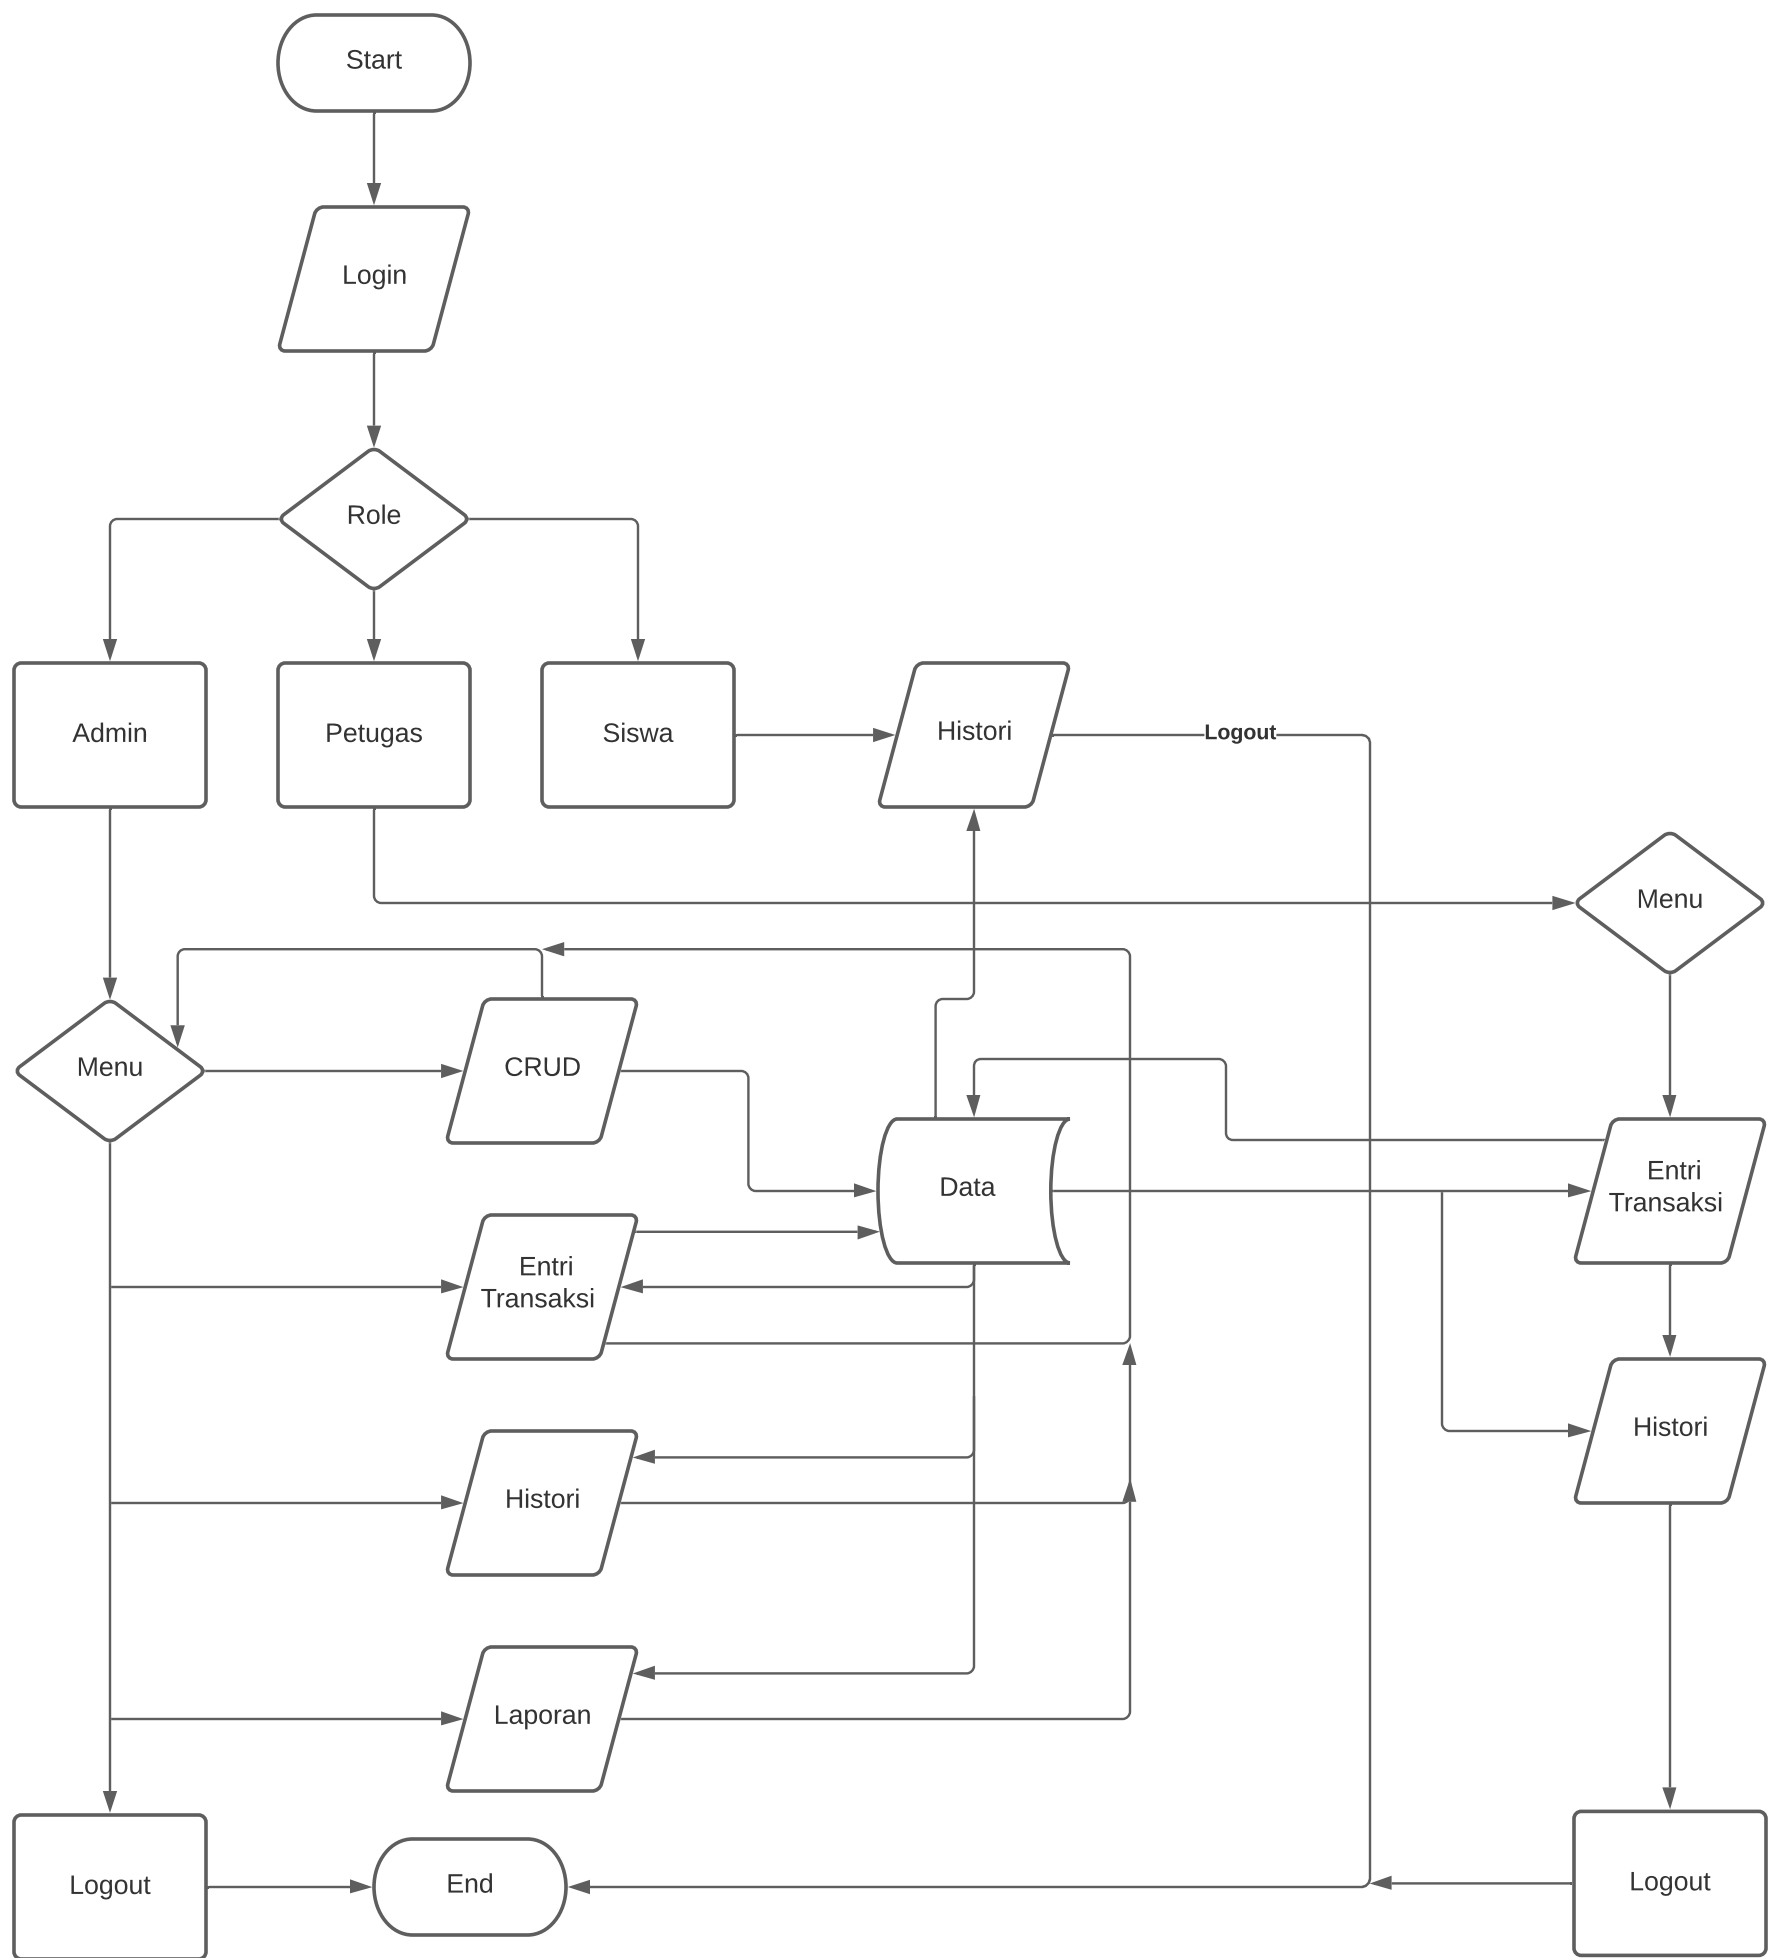 Start
Login
Role
Admin
Petugas
Siswa
Histori
Logout
Menu
Menu
CRUD
Data
Entri
Transaksi
Entri
Transaksi
Histori
Histori
Laporan
Logout
End
Logout